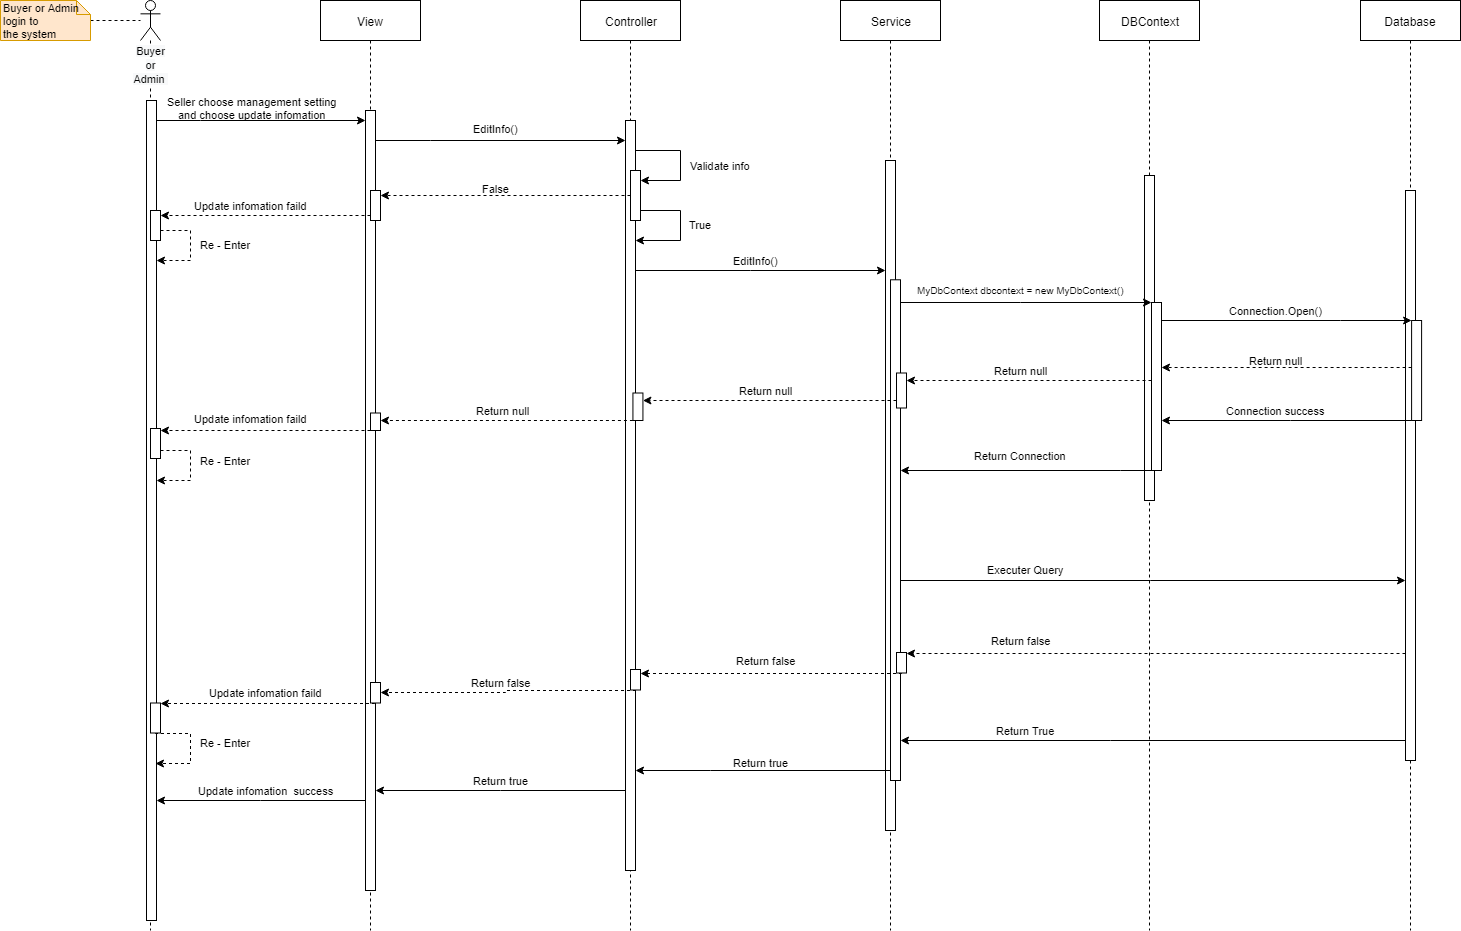 Buyer or Admin
login to
the system
Buyer
or
Admin
View
Controller
Service
DBContext
Database
Seller choose management setting
and choose update infomation
EditInfo()
Validate info
False
Update infomation faild
True
Re - Enter
EditInfo()
MyDbContext dbcontext = new MyDbContext()
Connection.Open()
Return null
Return null
Return null
Return null
Connection success
Update infomation faild
Return Connection
Re - Enter
Executer Query
Return false
Return false
Return false
Update infomation faild
Return True
Re - Enter
Return true
Return true
Update infomation  success